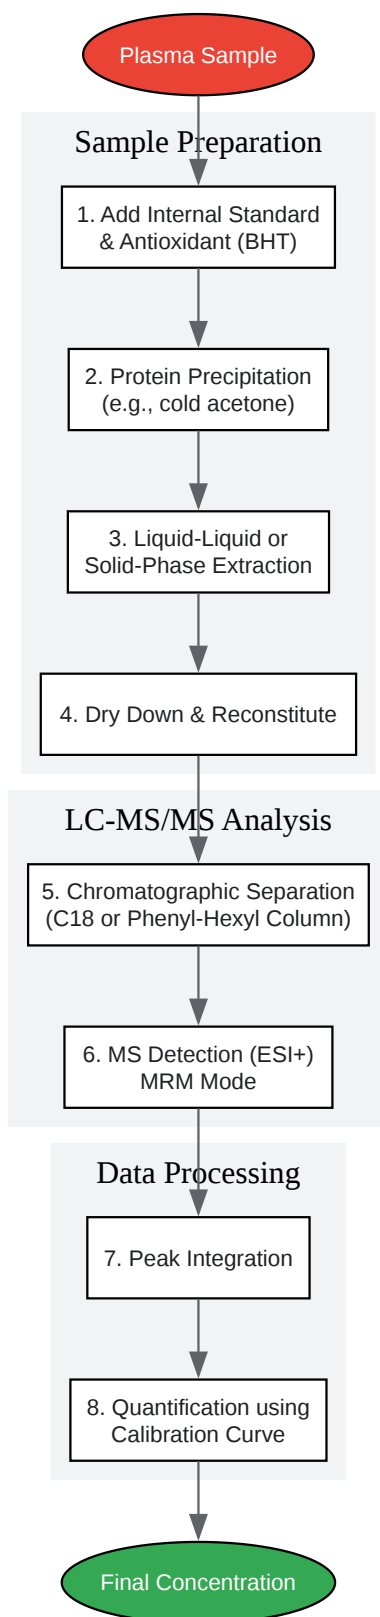 Plasma Sample
Sample Preparation
1. Add Internal Standard
& Antioxidant (BHT)
2. Protein Precipitation
(e.g., cold acetone)
3. Liquid-Liquid or
Solid-Phase Extraction
4. Dry Down & Reconstitute
LC-MS/MS Analysis
5. Chromatographic Separation
(C18 or Phenyl-Hexyl Column)
6. MS Detection (ESI+)
MRM Mode
Data Processing
7. Peak Integration
8. Quantification using
Calibration Curve
Final Concentration